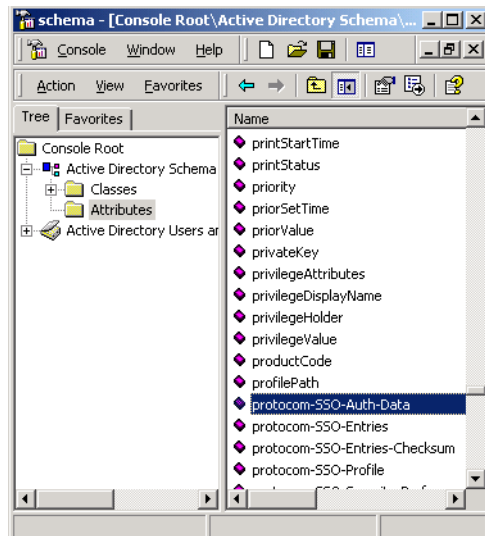 schema - [Console Root\Active Directory Schema\...
Console Window Help
Action View Favorites
Tree Favorites
Name
Console Root
Active Directory Schema
Classes
Attributes
Active Directory Users ar
printStartTime
printStatus
priority
priorSetTime
priorValue
privateKey
privilegeAttributes
privilegeDisplayName
privilegeHolder
privilegeValue
productCode
profilePath
protocom-SSO-Auth-Data
protocom-SSO-Entries
protocom-SSO-Entries-Checksum
protocom-SSO-Profile